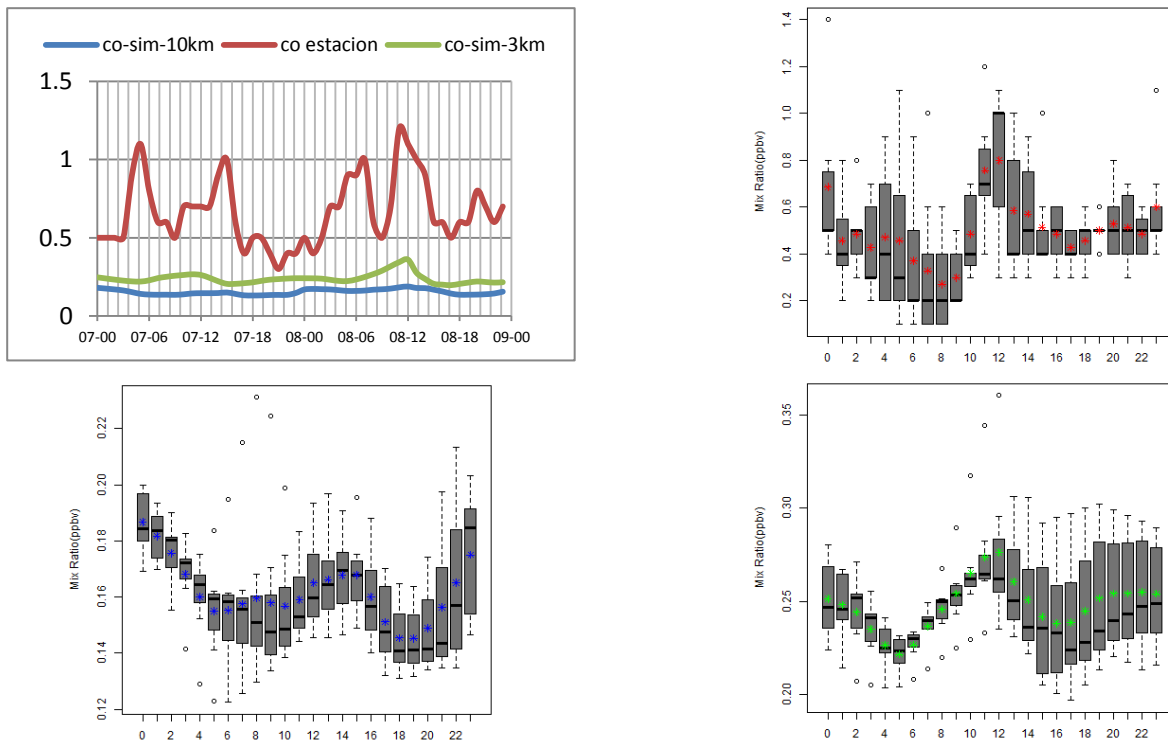 co-sim-10km co estacion co-sim-3km
1.5
1
0.5
0
07-00 07-06 07-12 07-18 08-00 08-06 08-12 08-18 09-00
Mix Ratio(ppbv)
1.4
1.2
1.0
0.8
0.6
0.4
0.2
0 2 4 6 8 10 12 14 16 18 20 22
Mix Ratio(ppbv)
0.22
0.20
0.18
0.16
0.14
0.12
0 2 4 6 8 10 12 14 16 18 20 22
Mix Ratio(ppbv)
0.35
0.30
0.25
0.20
0 2 4 6 8 10 12 14 16 18 20 22